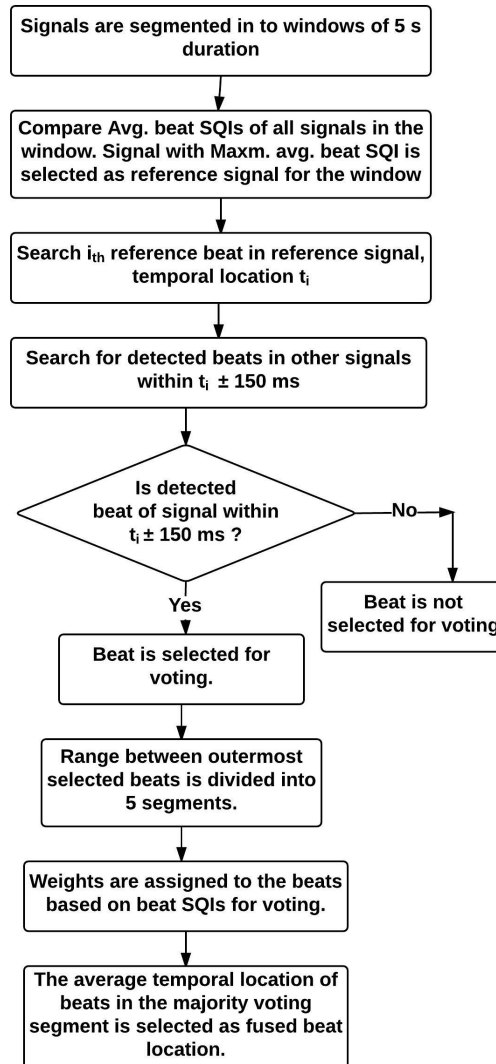 Signals are segmented in to windows of 5 s
duration
Compare Avg. beat SQIs of all signals in the
window. Signal with Maxm. avg. beat SQI is
selected as reference signal for the window
Search ith reference beat in reference signal,
temporal location ti
Search for detected beats in other signals
within ti ± 150 ms
Is detected
beat of signal within
ti ± 150 ms ?
No
Yes
Beat is not
selected for voting
Beat is selected for
voting.
Range between outermost
selected beats is divided into
5 segments.
Weights are assigned to the beats
based on beat SQIs for voting.
The average temporal location of
beats in the majority voting
segment is selected as fused beat
location.